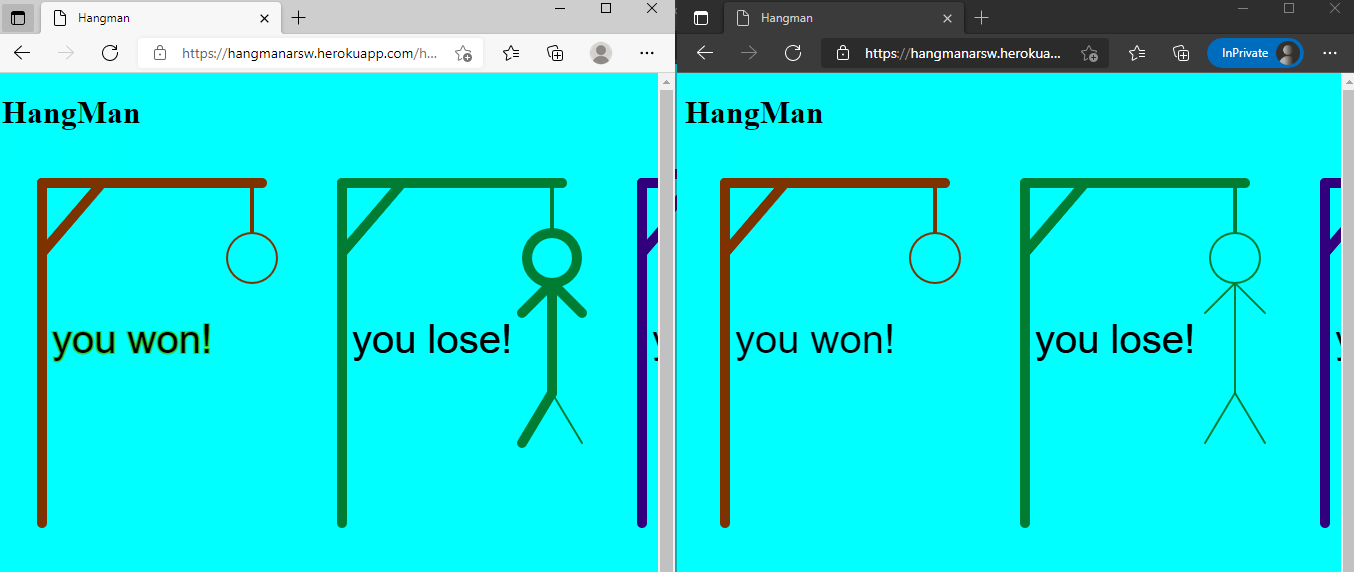 Hangman
https://hangmanarsw.herokuapp.com/h...
HangMan
you won!
you lose!
Hangman
https://hangmanarsw.herokua...
InPrivate
HangMan
you won!
you lose!